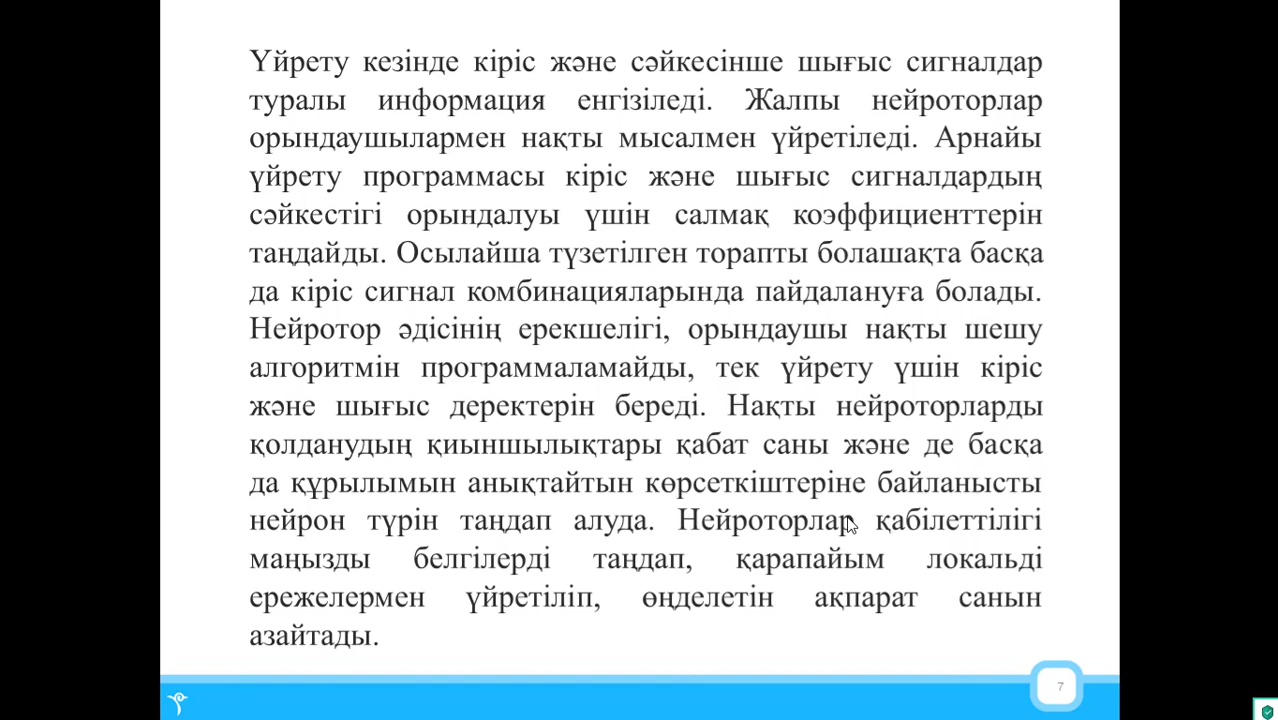 Үйрету кезінде кіріс және сәйкесінше шығыс сигналдар
туралы информация енгізіледі. Жалпы нейроторлар
орындаушылармен нақты мысалмен үйретіледі. Арнайы
үйрету программасы кіріс және шығыс сигналдардың
сәйкестігі орындалуы үшін салмақ коэффициенттерін
таңдайды. Осылайша түзетілген торапты болашақта басқа
да кіріс сигнал комбинацияларында пайдалануға болады.
Нейротор әдісінің ерекшелігі, орындаушы нақты шешу
алгоритмін программаламайды, тек үйрету үшін кіріс
және шығыс деректерін береді. Нақты нейроторларды
қолданудың қиыншылықтары қабат саны және де басқа
да құрылымын анықтайтын көрсеткіштеріне байланысты
нейрон түрін таңдап алуда. Нейроторлар қабілеттілігі
маңызды белгілерді таңдап, қарапайым локальді
ережелермен үйретіліп, өңделетін ақпарат санын
азайтады.
7